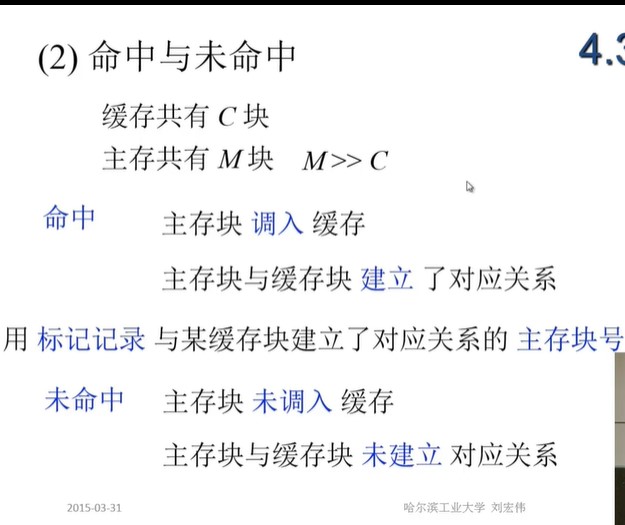 (2) 命中与未命中 4.3
缓存共有 C 块
主存共有 M 块 M>> C
命中 主存块 调入 缓存
主存块与缓存块 建立 了对应关系
用 标记记录 与某缓存块建立了对应关系的 主存块号
未命中 主存块 未调入 缓存
主存块与缓存块 未建立 对应关系
2015-03-31 哈尔滨工业大学 刘宏伟